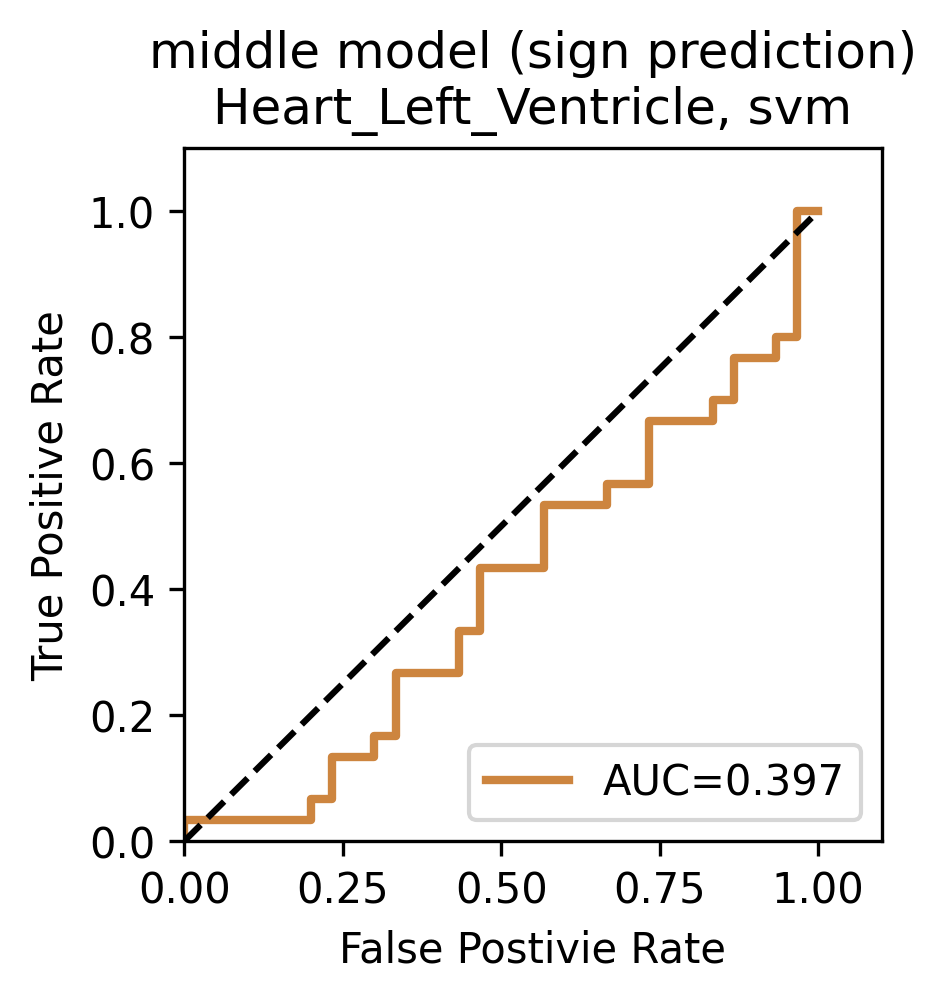 middle model (sign prediction)
Heart_Left_Ventricle, svm
True Positive Rate
1.0
0.8
0.6
0.4
0.2
0.0
AUC=0.397
0.00 0.25 0.50 0.75 1.00
False Postivie Rate